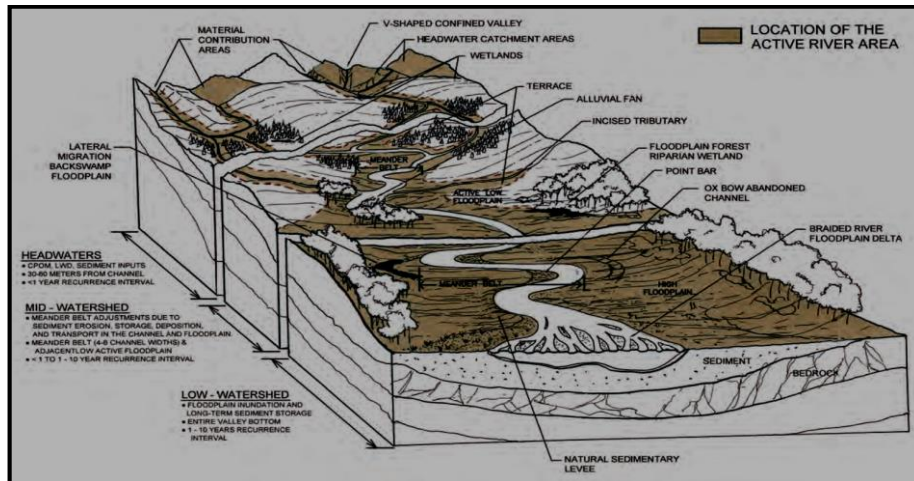 V-SHAPED CONFINED VALLEY
MATERIAL
CONTRIBUTION
AREAS
HEADWATER CATCHMENT AREAS
WETLANDS
LOCATION OF THE
ACTIVE RIVER AREA
TERRACE
ALLUVIAL FAN
INCISED TRIBUTARY
LATERAL
MIGRATION
BACKSWAMP
FLOODPLAIN
FLOODPLAIN FOREST
RIPARIAN WETLAND
POINT BAR
OX BOW ABANDONED
CHANNEL
BRAIDED RIVER
FLOODPLAIN DELTA
MEANDER
BELT
ACTIVE LOW
FLOODPLAIN
MEANDER BELT
HIGH
FLOODPLAIN
HEADWATERS
● CPOM, LWD, SEDIMENT INPUTS
● 30-60 METERS FROM CHANNEL
● <1 YEAR RECURRENCE INTERVAL
MID - WATERSHED
● MEANDER BELT ADJUSTMENTS DUE TO
SEDIMENT EROSION, STORAGE, DEPOSITION,
AND TRANSPORT IN THE CHANNEL AND FLOODPLAIN
● MEANDER BELT (4-8 CHANNEL WIDTHS) &
ADJACENTLOW ACTIVE FLOODPLAIN
● < 1 TO 1 - 10 YEAR RECURRENCE INTERVAL
LOW - WATERSHED
● FLOODPLAIN INUNDATION AND
LONG-TERM SEDIMENT STORAGE
● ENTIRE VALLEY BOTTOM
● 1 - 10 YEARS RECURRENCE
INTERVAL
SEDIMENT
BEDROCK
NATURAL SEDIMENTARY
LEVEE